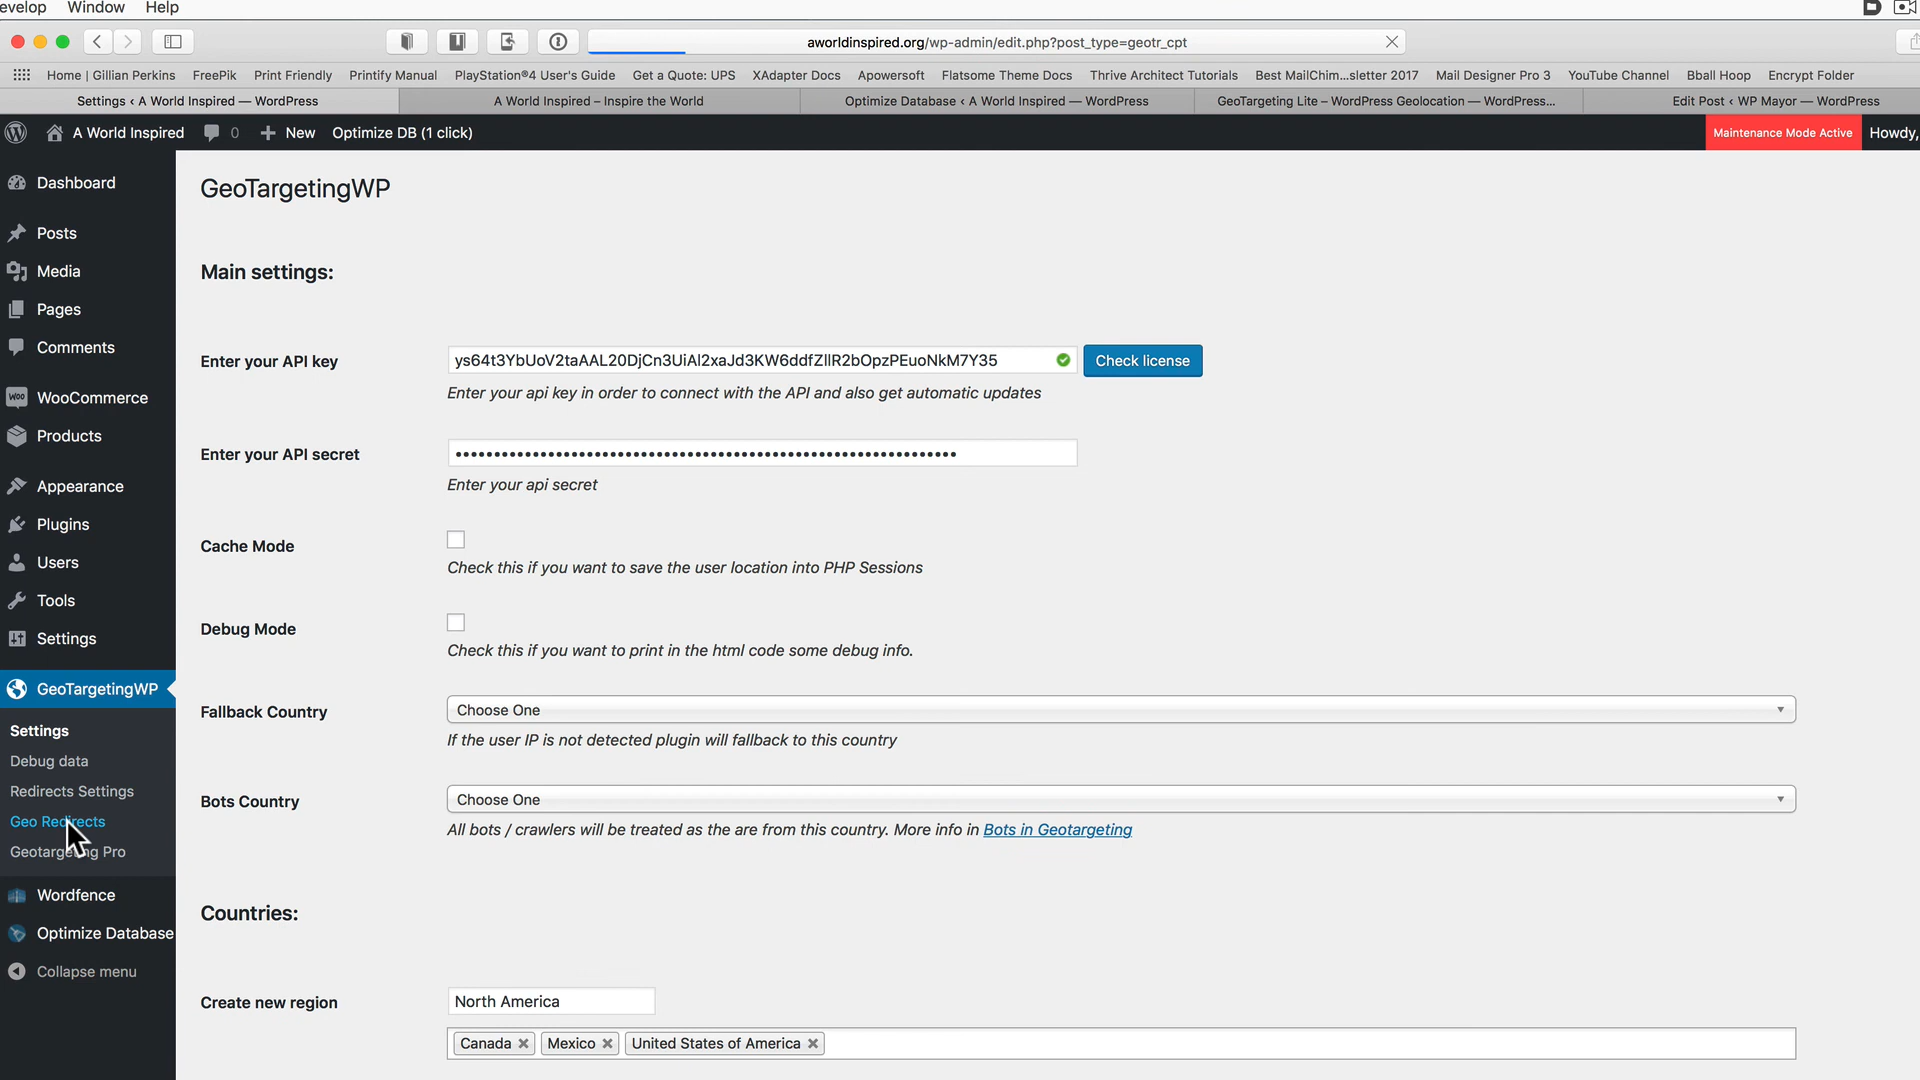 evelop Window Help
aworldinspired.org/wp-admin/edit.php?post_type=geotr_cpt
Home | Gillian Perkins FreePik Print Friendly Printify Manual PlayStation®4 User's Guide Get a Quote: UPS XAdapter Docs Apowersoft Flatsome Theme Docs Thrive Architect Tutorials Best MailChim...sletter 2017 Mail Designer Pro 3 YouTube Channel Bball Hoop Encrypt Folder
Settings < A World Inspired — WordPress A World Inspired – Inspire the World Optimize Database < A World Inspired — WordPress GeoTargeting Lite – WordPress Geolocation — WordPress... Edit Post < WP Mayor — WordPress
A World Inspired 0 New Optimize DB (1 click) Maintenance Mode Active Howdy,
Dashboard
Posts
Media
Pages
Comments
WooCommerce
Products
Appearance
Plugins
Users
Tools
Settings
GeoTargetingWP
Settings
Debug data
Redirects Settings
Geo Redirects
Geotargeting Pro
Wordfence
Optimize Database
Collapse menu
GeoTargetingWP
Main settings:
Enter your API key
ys64t3YbUoV2taAAL20DjCn3UiAl2xaJd3KW6ddfZllR2bOpzPEuoNkM7Y35
Check license
Enter your api key in order to connect with the API and also get automatic updates
Enter your API secret
Enter your api secret
Cache Mode
Check this if you want to save the user location into PHP Sessions
Debug Mode
Check this if you want to print in the html code some debug info.
Fallback Country
Choose One
If the user IP is not detected plugin will fallback to this country
Bots Country
Choose One
All bots / crawlers will be treated as the are from this country. More info in Bots in Geotargeting
Countries:
Create new region
North America
Canada × Mexico × United States of America ×